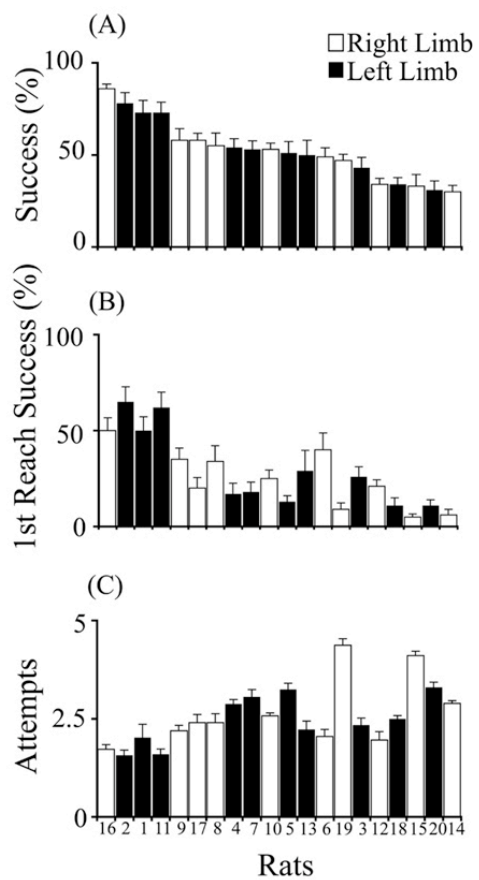 (A)
Right Limb
Left Limb
Success (%)
100
50
0
(B)
1st Reach Success (%)
100
50
0
(C)
Attempts
5
2.5
0
16 2 1 11 9 17 8 4 7 10 5 13 6 19 3 12 18 15 20 14
Rats